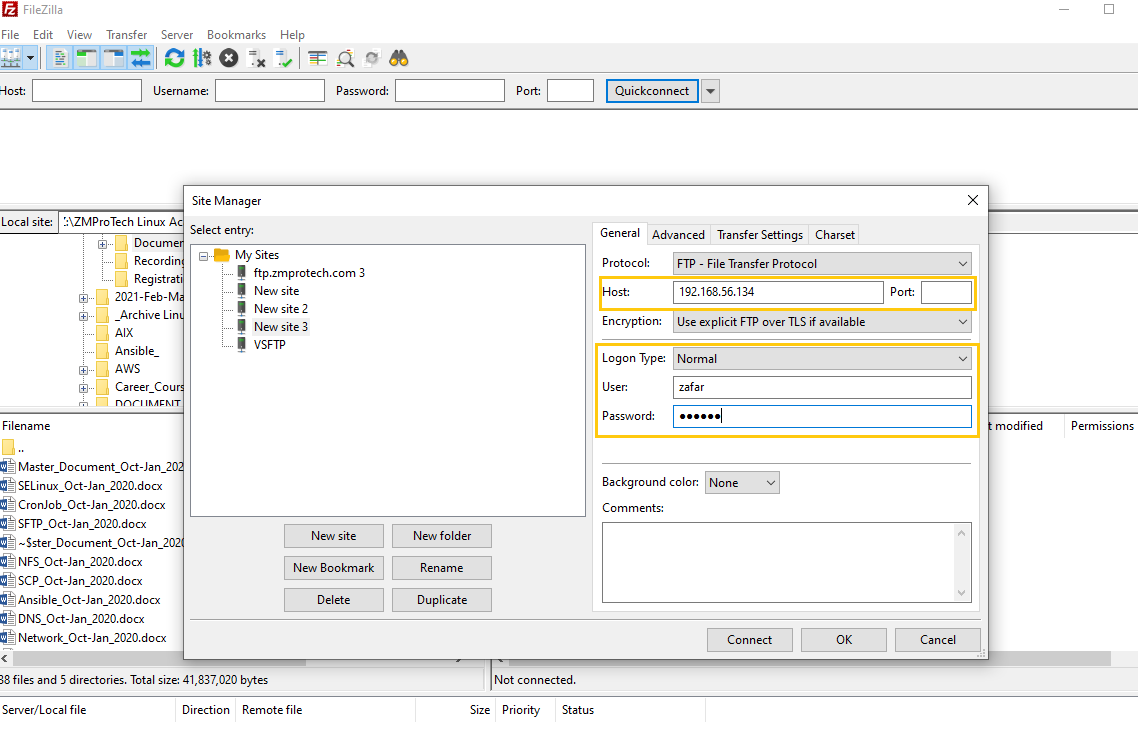 FileZilla
File Edit View Transfer Server Bookmarks Help
Host: Username: Password: Port: Quickconnect
Site Manager
Local site: :\ZMProTech Linux Ac
Select entry:
My Sites
ftp.zmprotech.com 3
New site
New site 2
New site 3
VSFTP
New site New folder
New Bookmark Rename
Delete Duplicate
General Advanced Transfer Settings Charset
Protocol: FTP - File Transfer Protocol
Host: 192.168.56.134 Port:
Encryption: Use explicit FTP over TLS if available
Logon Type: Normal
User: zafar
Password: ●●●●●●
Background color: None
Comments:
Connect OK Cancel
Documen
Recording
Registrati
2021-Feb-Ma
_Archive Linu
AIX
Ansible_
AWS
Career_Cours
DOCUMENT
Filename
..
Master_Document_Oct-Jan_202
SELinux_Oct-Jan_2020.docx
CronJob_Oct-Jan_2020.docx
SFTP_Oct-Jan_2020.docx
~$ster_Document_Oct-Jan_2020
NFS_Oct-Jan_2020.docx
SCP_Oct-Jan_2020.docx
Ansible_Oct-Jan_2020.docx
DNS_Oct-Jan_2020.docx
Network_Oct-Jan_2020.docx
t modified Permissions
38 files and 5 directories. Total size: 41,837,020 bytes
Not connected.
Server/Local file Direction Remote file Size Priority Status